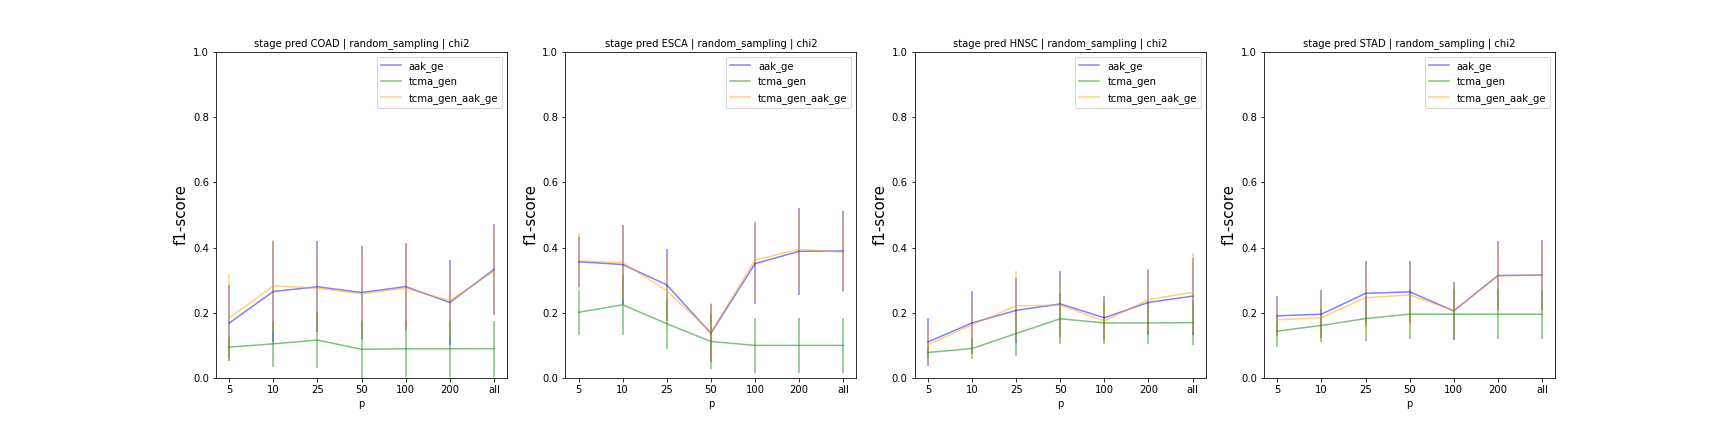 stage pred COAD | random_sampling | chi2
1.0
0.8
0.6
0.4
0.2
0.0
f1-score
5 10 25 50 100 200 all
p
aak_ge
tcma_gen
tcma_gen_aak_ge
stage pred ESCA | random_sampling | chi2
1.0
0.8
0.6
0.4
0.2
0.0
f1-score
5 10 25 50 100 200 all
p
aak_ge
tcma_gen
tcma_gen_aak_ge
stage pred HNSC | random_sampling | chi2
1.0
0.8
0.6
0.4
0.2
0.0
f1-score
5 10 25 50 100 200 all
p
aak_ge
tcma_gen
tcma_gen_aak_ge
stage pred STAD | random_sampling | chi2
1.0
0.8
0.6
0.4
0.2
0.0
f1-score
5 10 25 50 100 200 all
p
aak_ge
tcma_gen
tcma_gen_aak_ge